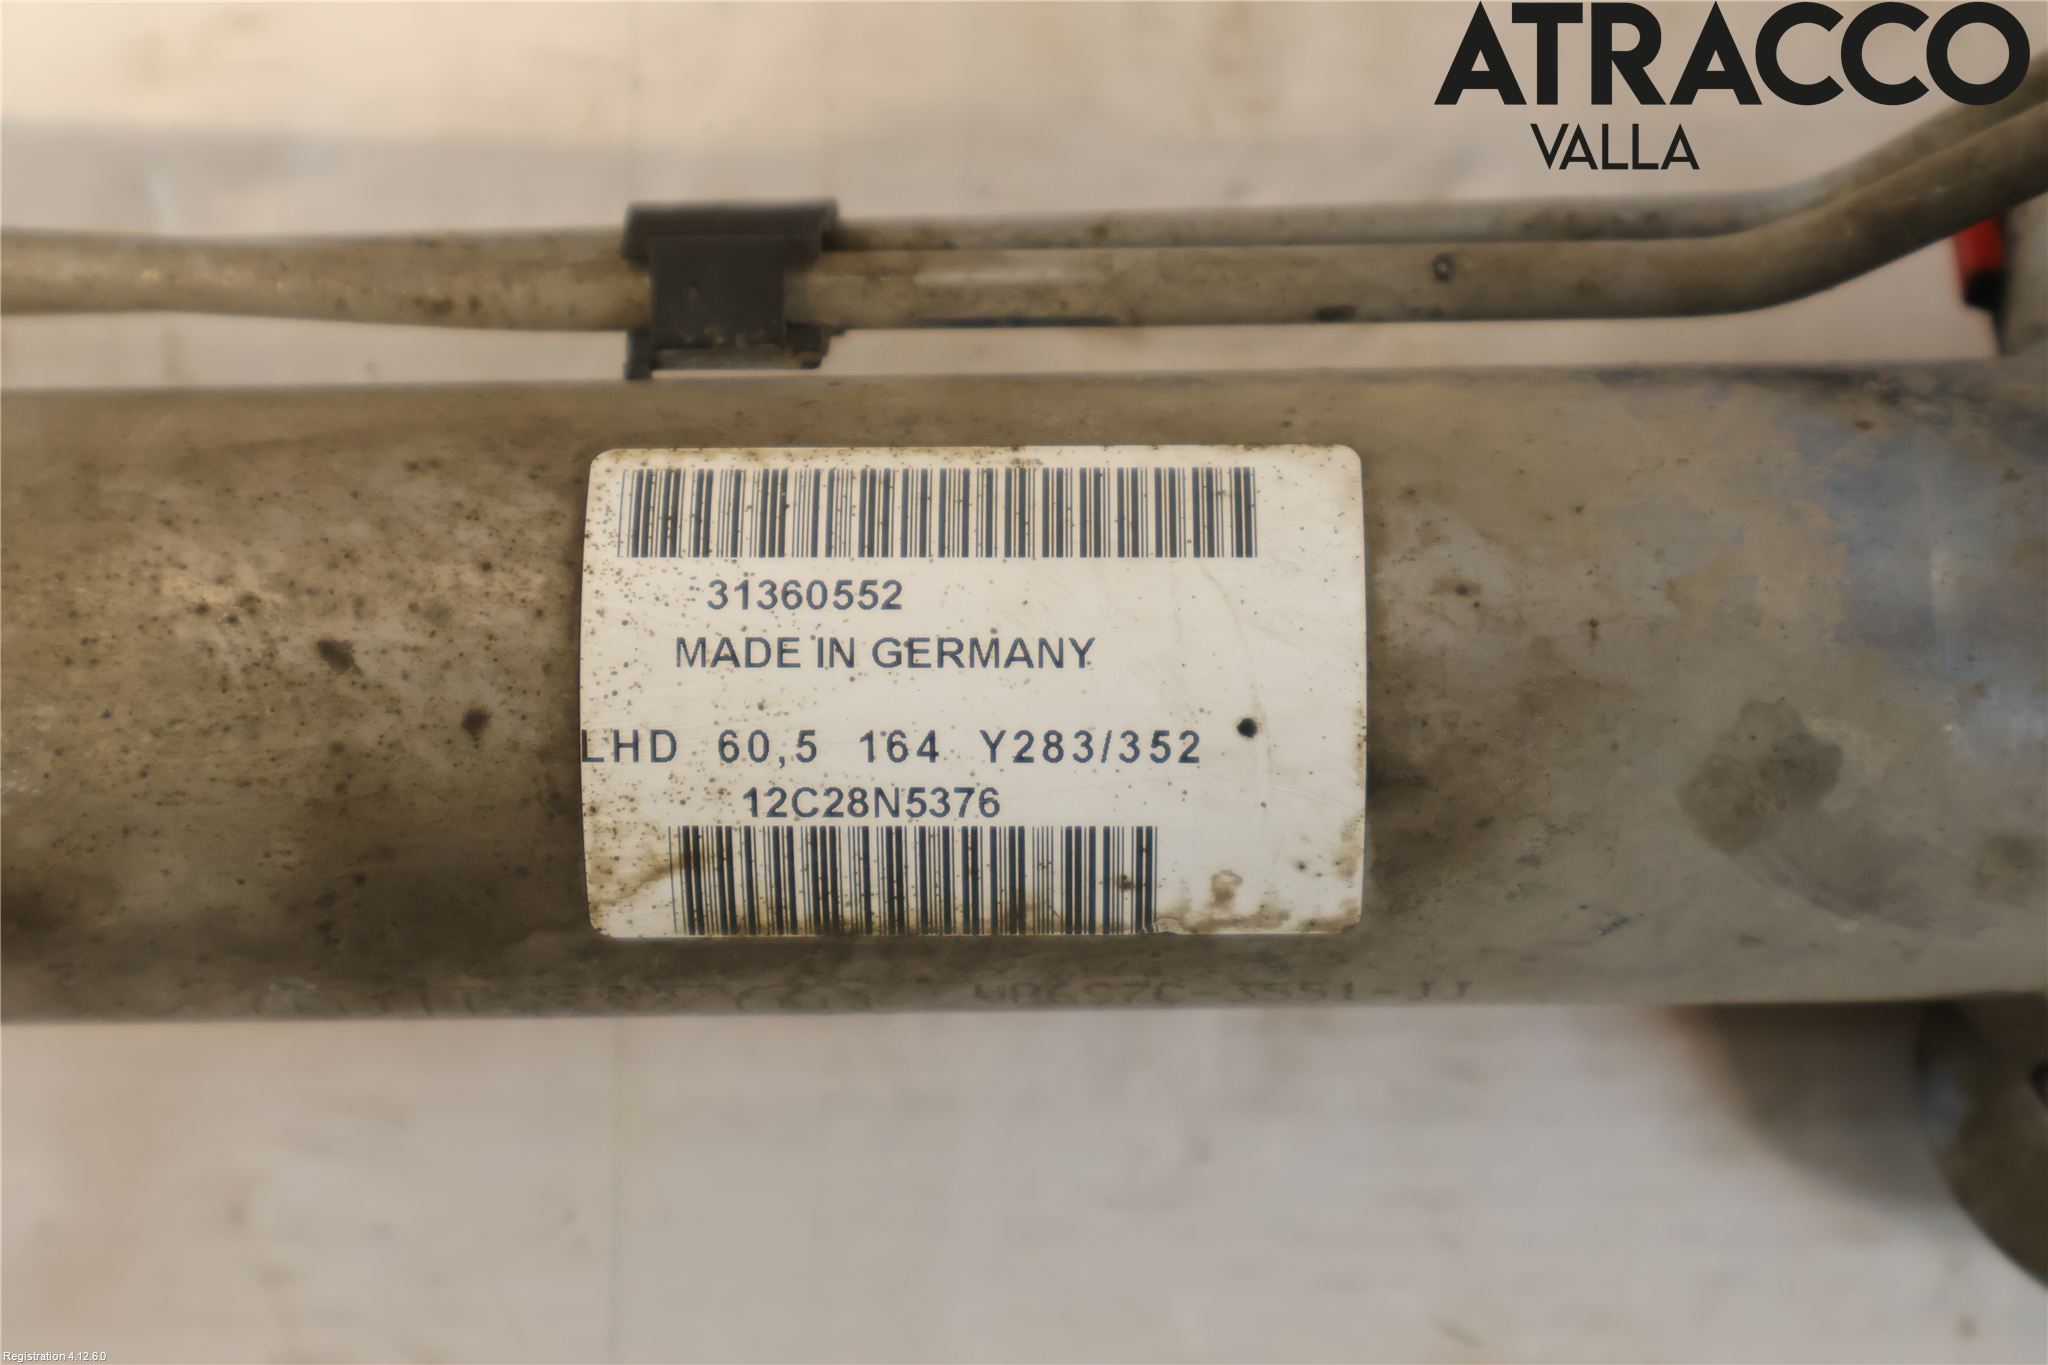 ATRACCO
VALLA
31360552
MADE IN GERMANY
LHD 60,5 164 Y283/352
12C28N5376
Registration 4.12.6.0